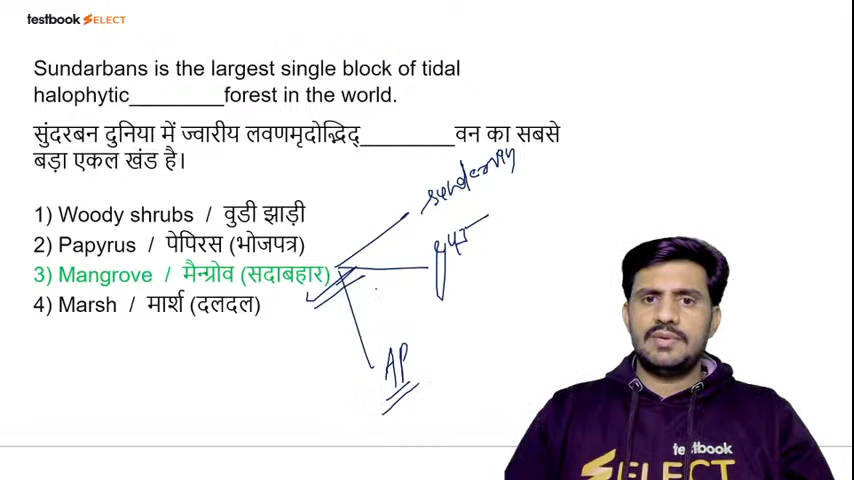 testbook SELECT
Sundarbans is the largest single block of tidal
halophytic________forest in the world.
सुंदरबन दुनिया में ज्वारीय लवणमृदोद्भिद्________वन का सबसे
बड़ा एकल खंड है।
1) Woody shrubs / वुडी झाड़ी
2) Papyrus / पेपिरस (भोजपत्र)
3) Mangrove / मैन्ग्रोव (सदाबहार)
4) Marsh / मार्श (दलदल)
AP
testbook
SELECT